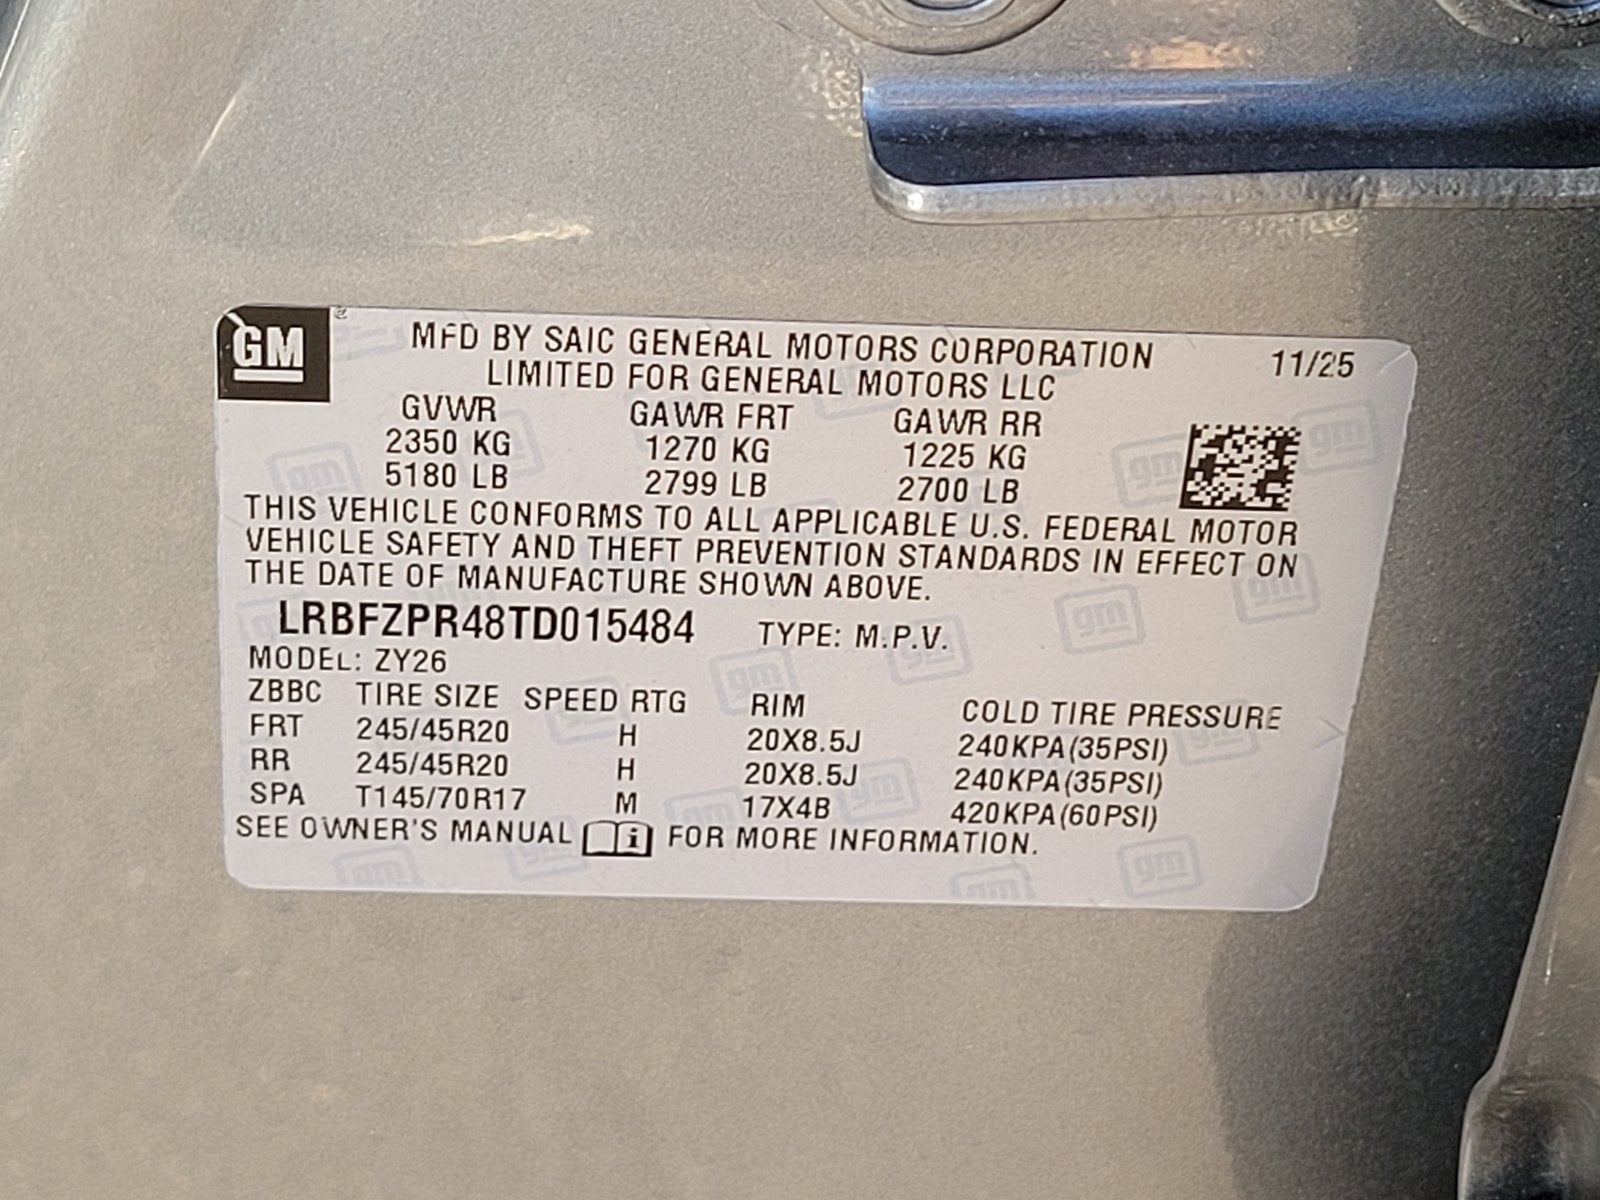 GM
MFD BY SAIC GENERAL MOTORS CORPORATION 11/25
LIMITED FOR GENERAL MOTORS LLC
GVWR GAWR FRT GAWR RR
2350 KG 1270 KG 1225 KG
5180 LB 2799 LB 2700 LB
THIS VEHICLE CONFORMS TO ALL APPLICABLE U.S. FEDERAL MOTOR
VEHICLE SAFETY AND THEFT PREVENTION STANDARDS IN EFFECT ON
THE DATE OF MANUFACTURE SHOWN ABOVE.
LRBFZPR48TD015484 TYPE: M.P.V.
MODEL: ZY26
ZBBC TIRE SIZE SPEED RTG RIM COLD TIRE PRESSURE
FRT 245/45R20 H 20X8.5J 240KPA(35PSI)
RR 245/45R20 H 20X8.5J 240KPA(35PSI)
SPA T145/70R17 M 17X4B 420KPA(60PSI)
SEE OWNER'S MANUAL i FOR MORE INFORMATION.